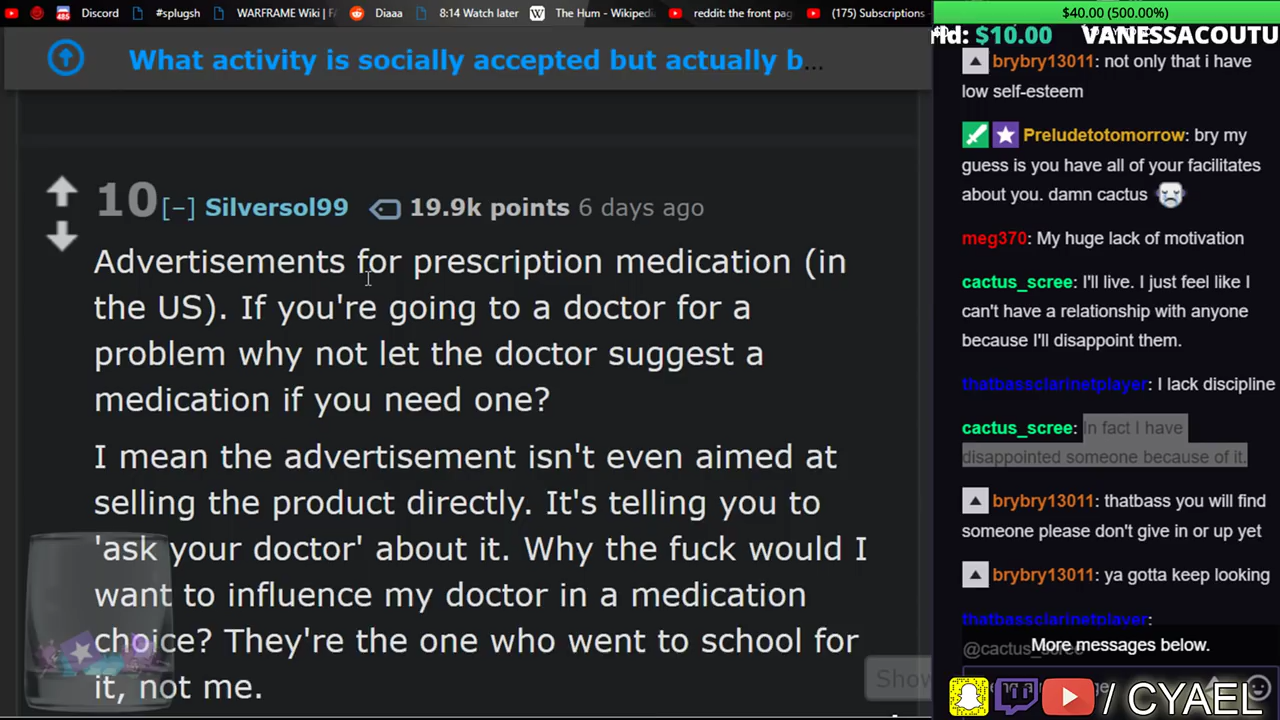 Discord
#splugsh
WARFRAME Wiki | FA
Diaaa
8:14 Watch later
The Hum - Wikiped
reddit: the front pag
(175) Subscriptions
$40.00 (500.00%)
$10.00 VANESSACOUTU
What activity is socially accepted but actually b...
10 [–] Silversol99 19.9k points 6 days ago
Advertisements for prescription medication (in
the US). If you're going to a doctor for a
problem why not let the doctor suggest a
medication if you need one?
I mean the advertisement isn't even aimed at
selling the product directly. It's telling you to
'ask your doctor' about it. Why the fuck would I
want to influence my doctor in a medication
choice? They're the one who went to school for
it, not me.
Show
brybry13011: not only that i have
low self-esteem
Preludetotomorrow: bry my
guess is you have all of your facilitates
about you. damn cactus
meg370: My huge lack of motivation
cactus_scree: I'll live. I just feel like I
can't have a relationship with anyone
because I'll disappoint them.
thatbassclarinetplayer: I lack discipline
cactus_scree: In fact I have
disappointed someone because of it.
brybry13011: thatbass you will find
someone please don't give in or up yet
brybry13011: ya gotta keep looking
thatbassclarinetplayer:
@cactus_scree
More messages below.
/ CYAEL